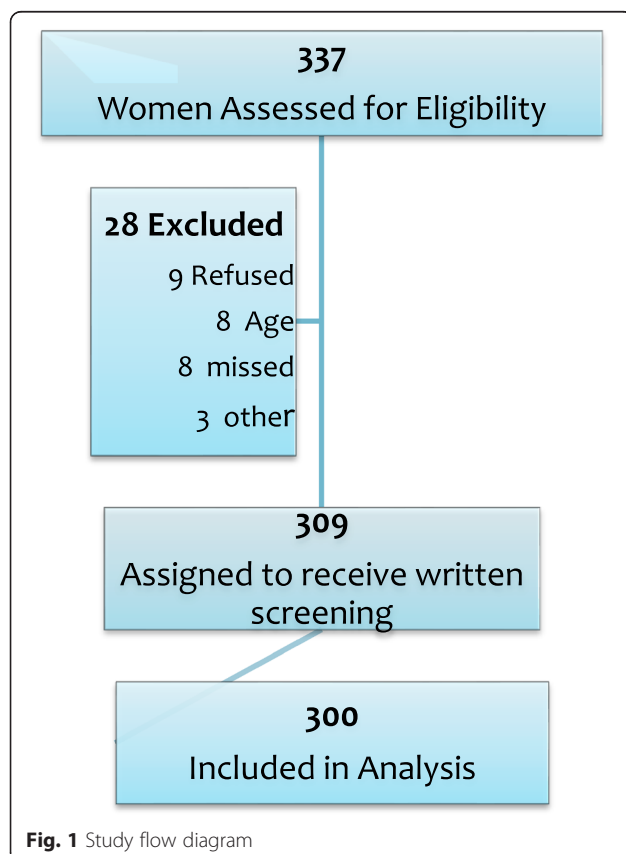 337
Women Assessed for Eligibility
28 Excluded
9 Refused
8 Age
8 missed
3 other
309
Assigned to receive written
screening
300
Included in Analysis
Fig. 1 Study flow diagram